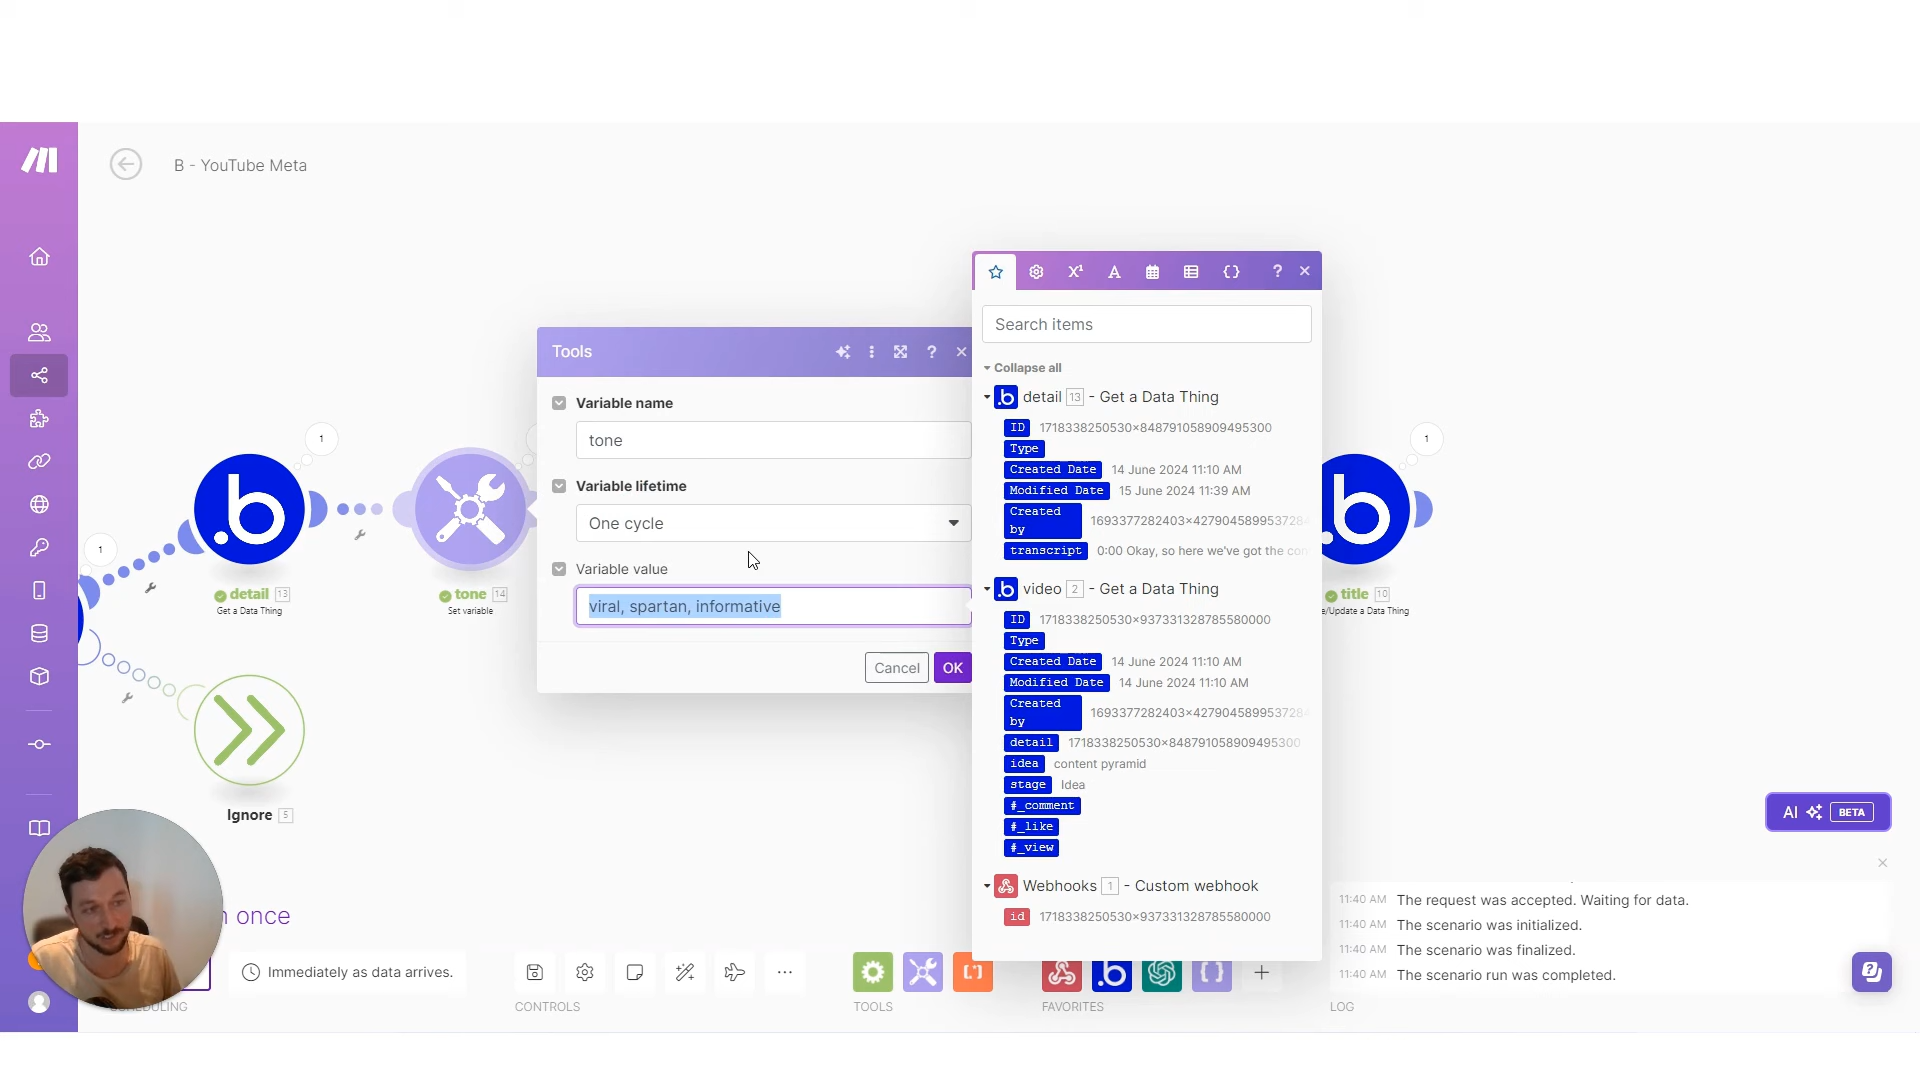 B - YouTube Meta
Tools
Variable name
tone
Variable lifetime
One cycle
Variable value
viral, spartan, informative
Cancel
OK
Search items
Collapse all
detail 13 - Get a Data Thing
ID 1718338250530×848791058909495300
Type
Created Date 14 June 2024 11:10 AM
Modified Date 15 June 2024 11:39 AM
Created by 1693377282403×4279045899537284
transcript 0:00 Okay, so here we've got the con
video 2 - Get a Data Thing
ID 1718338250530×937331328785580000
Type
Created Date 14 June 2024 11:10 AM
Modified Date 14 June 2024 11:10 AM
Created by 1693377282403×4279045899537284
detail 1718338250530×848791058909495300
idea content pyramid
stage Idea
#_comment
#_like
#_view
Webhooks 1 - Custom webhook
id 1718338250530×937331328785580000
1
1
1
detail 13
Get a Data Thing
tone 14
Set variable
title 10
e/Update a Data Thing
Ignore 5
once
Immediately as data arrives.
CONTROLS
TOOLS
FAVORITES
LOG
AI BETA
11:40 AM The request was accepted. Waiting for data.
11:40 AM The scenario was initialized.
11:40 AM The scenario was finalized.
11:40 AM The scenario run was completed.